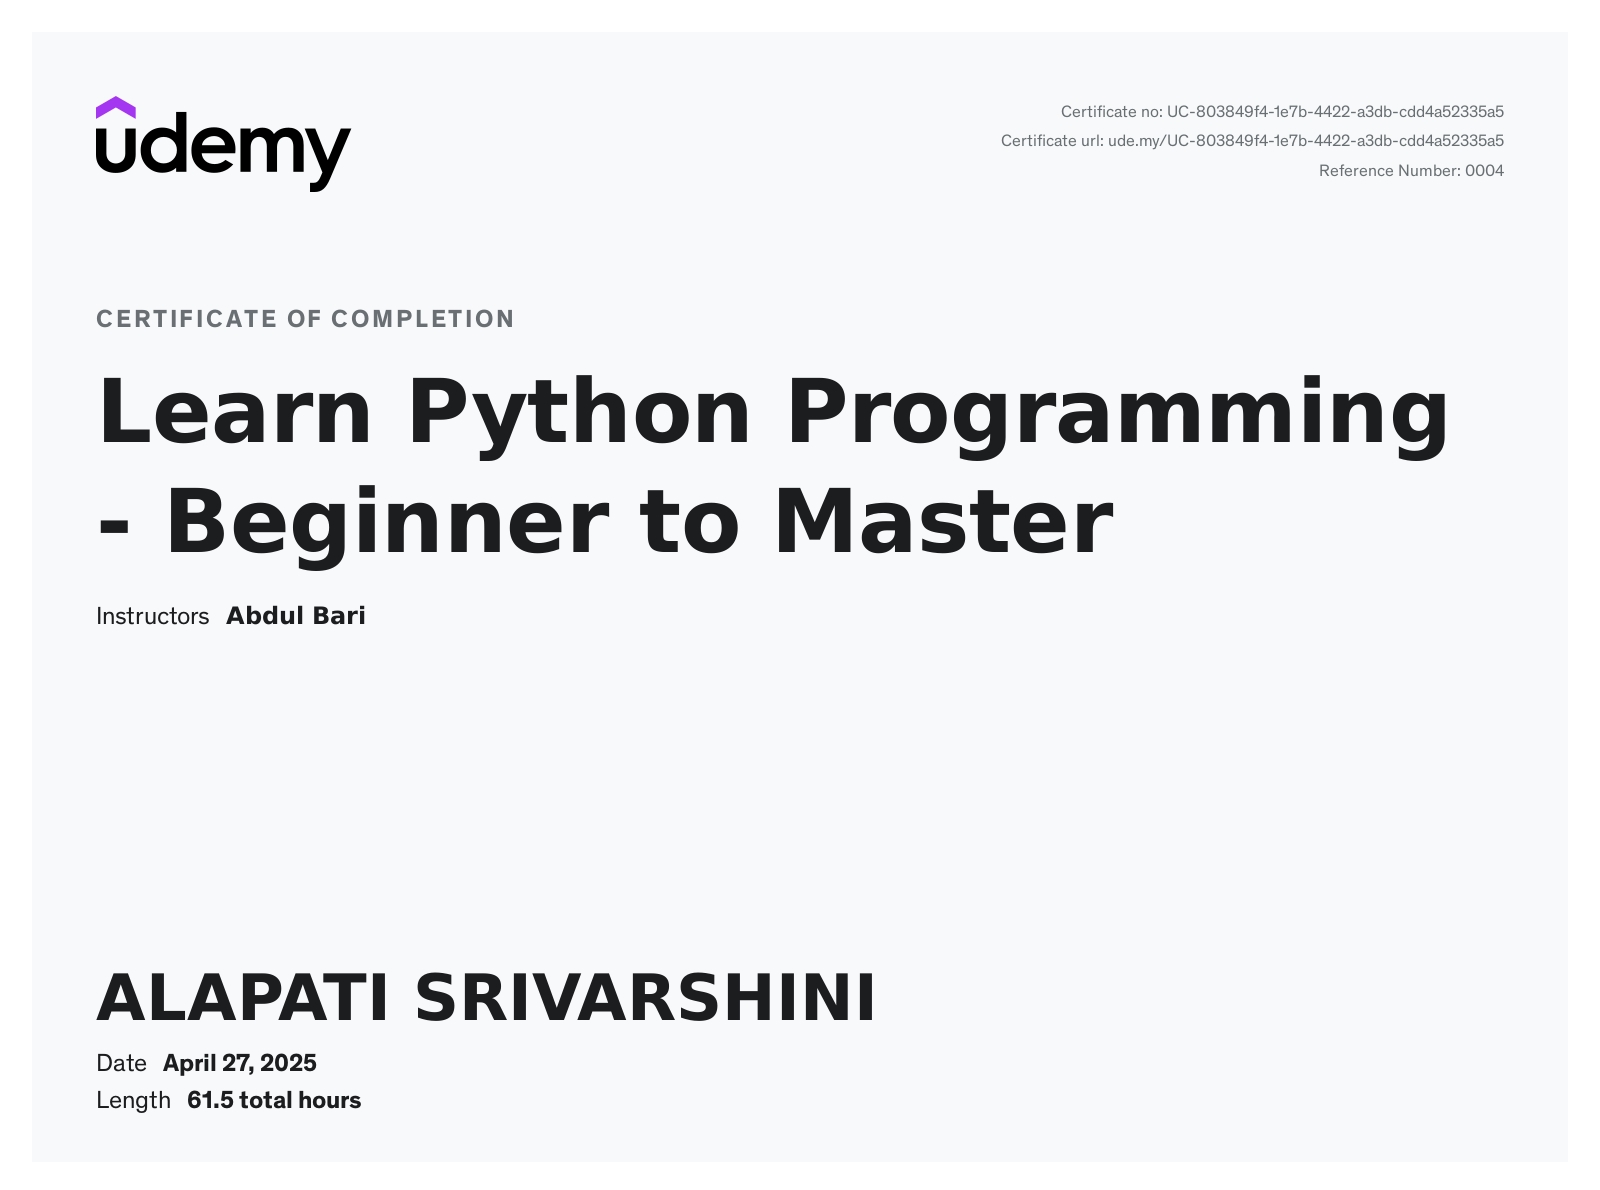 udemy
Certificate no: UC-803849f4-1e7b-4422-a3db-cdd4a52335a5
Certificate url: ude.my/UC-803849f4-1e7b-4422-a3db-cdd4a52335a5
Reference Number: 0004
CERTIFICATE OF COMPLETION
Learn Python Programming
- Beginner to Master
Instructors Abdul Bari
ALAPATI SRIVARSHINI
Date April 27, 2025
Length 61.5 total hours